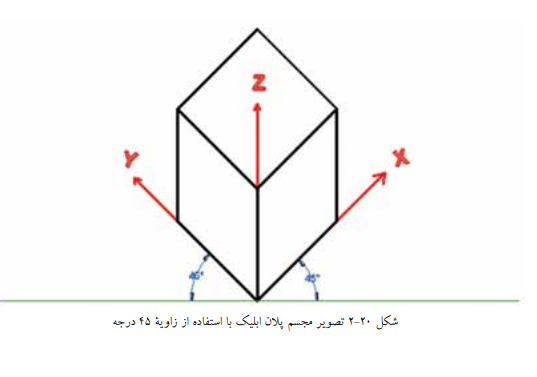 Z
Y
X
45°
45°
شکل ۲۰-۲ تصویر مجسم پلان ابلیک با استفاده از زاویهٔ ۴۵ درجه